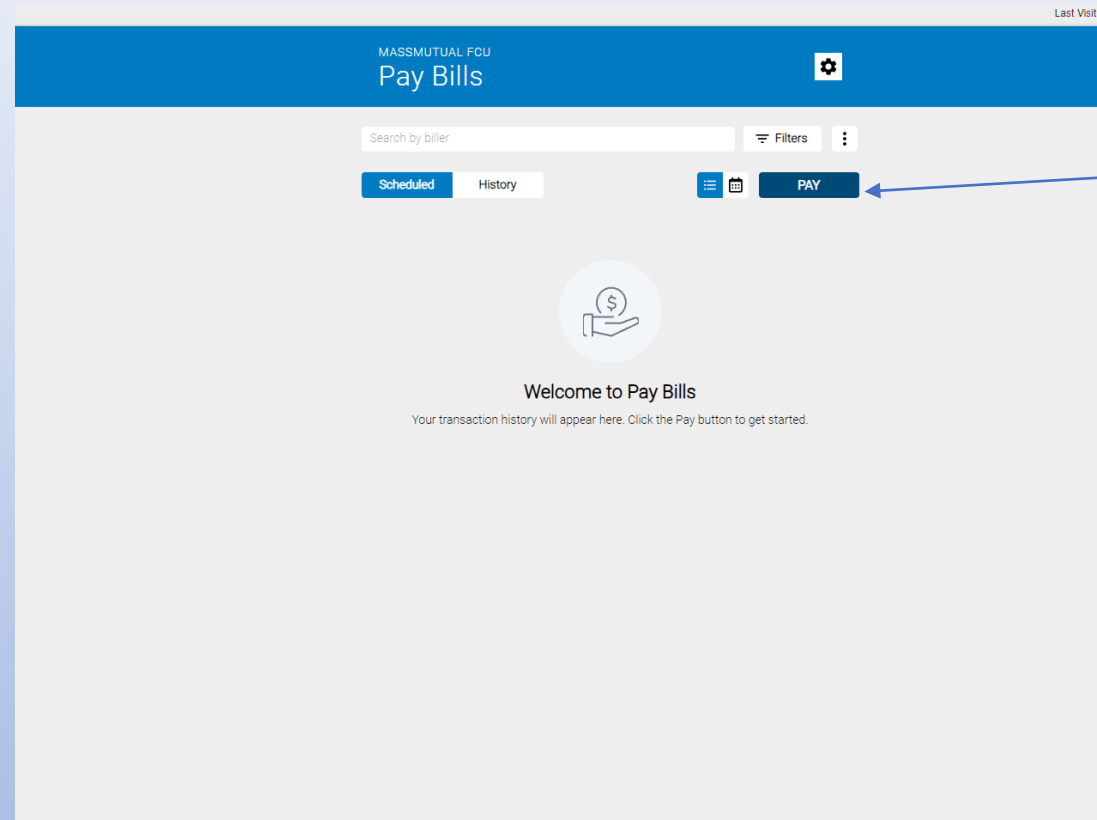 Last Visit
MASSMUTUAL FCU
Pay Bills
Search by biller
Filters
Scheduled
History
PAY
$
Welcome to Pay Bills
Your transaction history will appear here. Click the Pay button to get started.